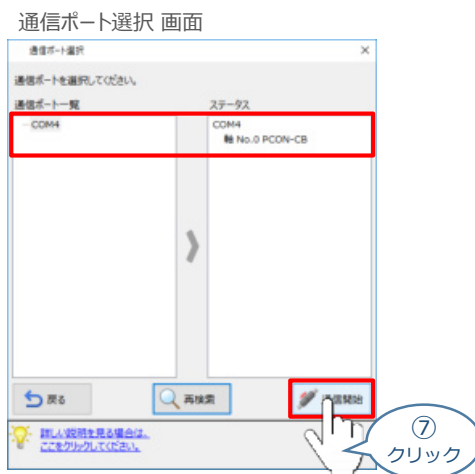 通信ポート選択 画面
通信ポート選択
通信ポートを選択してください。
通信ポート一覧 ステータス
COM4 COM4
軸 No.0 PCON-CB
戻る 再検索 通信開始
詳しい説明を見る場合は、
ここをクリックしてください。
⑦
クリック